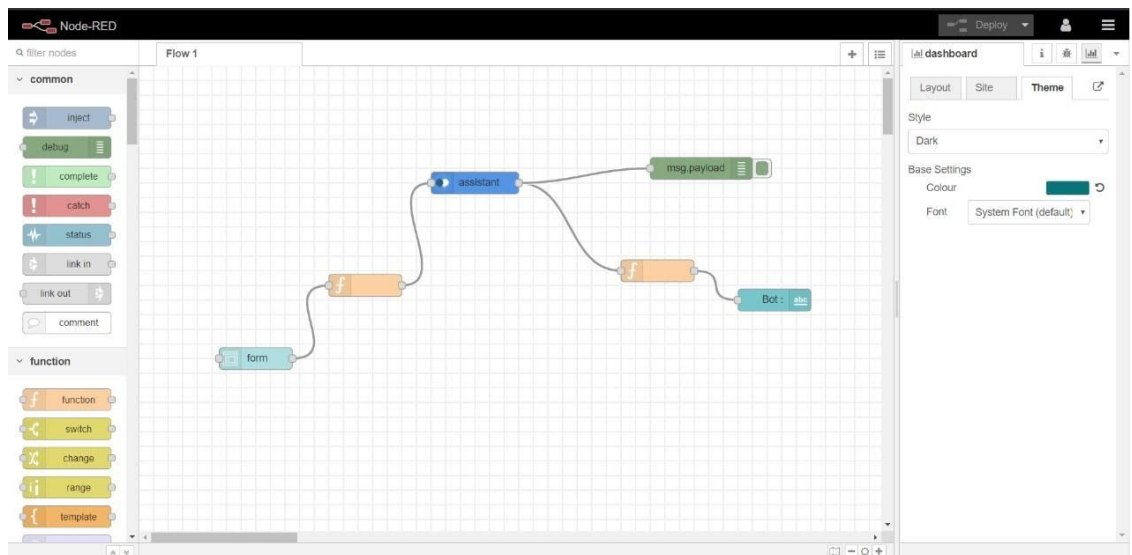 Node-RED
Deploy
filter nodes
Flow 1
dashboard
i
common
inject
debug
complete
catch
status
link in
link out
comment
function
function
switch
change
range
template
form
assistant
msg.payload
Bot :
abc
Layout
Site
Theme
Style
Dark
Base Settings
Colour
Font
System Font (default)